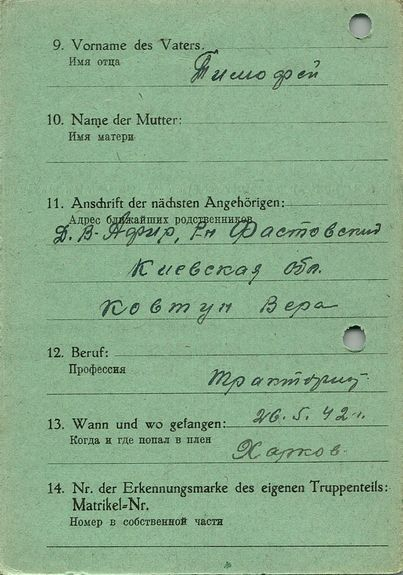 9. Vorname des Vaters.
Имя отца
Тимофей
10. Name der Mutter:
Имя матери
11. Anschrift der nächsten Angehörigen:
Адрес ближайших родственников
Д. В- р-н Фастовский
Киевская обл.
Ковтун Вера
12. Beruf:
Профессия
тракторист
13. Wann und wo gefangen: 26.5.42 г.
Когда и где попал в плен
Харков.
14. Nr. der Erkennungsmarke des eigenen Truppenteils:
Matrikel=Nr.
Номер в собственной части